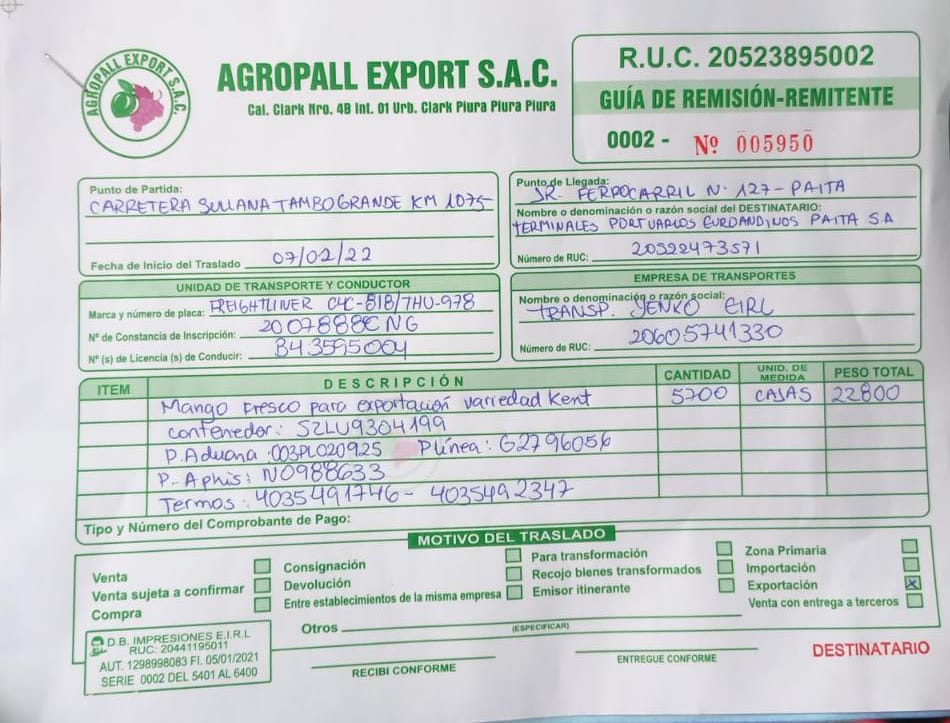 AGROPALL EXPORT S.A.C.
AGROPALL EXPORT S.A.C.
Cal. Clark Nro. 4B Int. 01 Urb. Clark Piura Piura Piura
R.U.C. 20523895002
GUÍA DE REMISIÓN-REMITENTE
0002 - Nº 005950
Punto de Partida:
CARRETERA SULLANA TAMBOGRANDE KM 1075
Fecha de Inicio del Traslado 07/02/22
Punto de Llegada:
JR. FERROCARRIL Nº 127 - PAITA
Nombre o denominación o razón social del DESTINATARIO:
TERMINALES PORTUARIOS EUROANDINOS PAITA SA
Número de RUC: 20522473571
UNIDAD DE TRANSPORTE Y CONDUCTOR
Marca y número de placa: FREIGHTLINER C4C-818/THU-978
Nº de Constancia de Inscripción: 2007888CNG
Nº (s) de Licencia (s) de Conducir: B43595004
EMPRESA DE TRANSPORTES
Nombre o denominación o razón social:
TRANSP. YENKO EIRL
Número de RUC: 20605741330
ITEM DESCRIPCIÓN CANTIDAD UNID. DE MEDIDA PESO TOTAL
Mango Fresco para exportación variedad Kent 5700 CAJAS 22800
contenedor: SZLU9304199
P. Aduana: 003PLO20925 P línea: G2796056
P- Aphis: N0988633
Termos: 4035491746 - 4035492347
Tipo y Número del Comprobante de Pago:
MOTIVO DEL TRASLADO
Venta
Venta sujeta a confirmar
Compra
Consignación
Devolución
Entre establecimientos de la misma empresa
Para transformación
Recojo bienes transformados
Emisor itinerante
Zona Primaria
Importación
Exportación X
Venta con entrega a terceros
Otros
(ESPECIFICAR)
D.B. IMPRESIONES E.I.R.L
RUC: 20441195011
AUT. 1298998083 FI. 05/01/2021
SERIE 0002 DEL 5401 AL 6400
RECIBI CONFORME
ENTREGUE CONFORME
DESTINATARIO